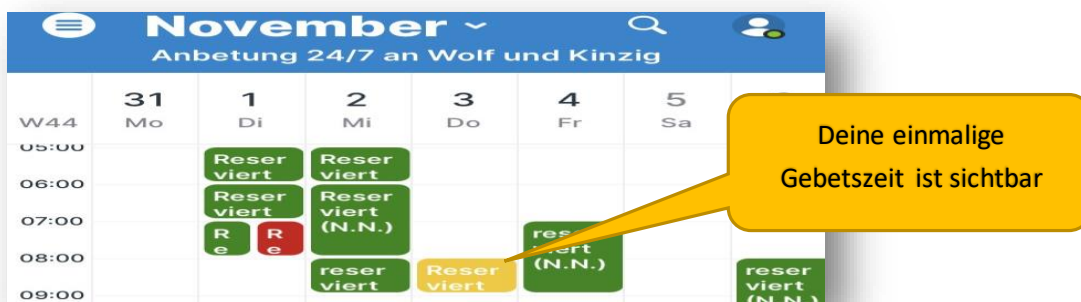 November
Anbetung 24/7 an Wolf und Kinzig
31 1 2 3 4 5
W44 Mo Di Mi Do Fr Sa
05:00
Reser
viert
Reser
viert
06:00
Reser
viert
Reser
viert
(N.N.)
07:00
R
e
R
e
reser
viert
(N.N.)
08:00
reser
viert
Reser
viert
reser
viert
(N.N.)
09:00
Deine einmalige
Gebetszeit ist sichtbar